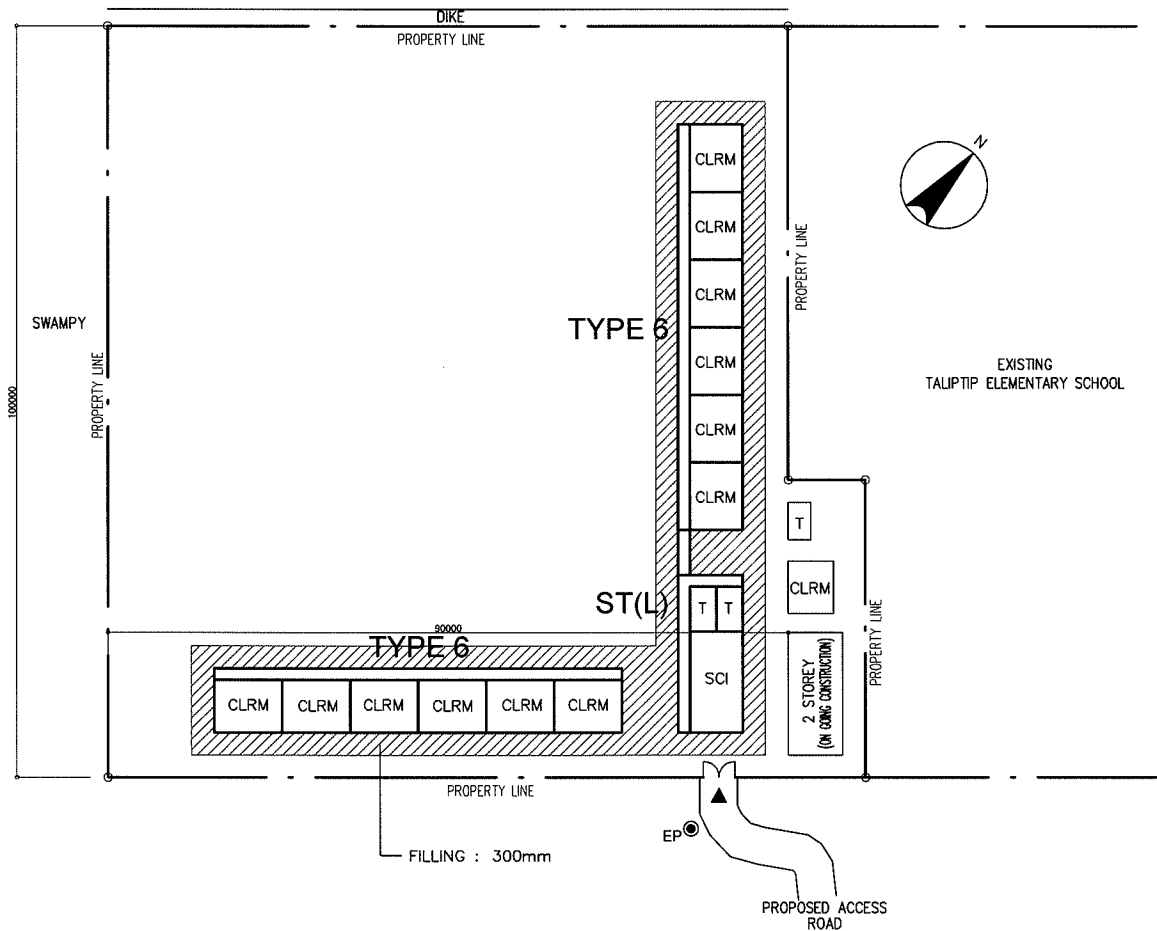 DIKE
PROPERTY LINE
N
CLRM
CLRM
CLRM
CLRM
CLRM
CLRM
TYPE 6
SWAMPY
PROPERTY LINE
100000
PROPERTY LINE
EXISTING
TALIPTIP ELEMENTARY SCHOOL
T
CLRM
ST(L)
T T
SCI
90000
TYPE 6
CLRM CLRM CLRM CLRM CLRM CLRM
2 STOREY
(ON GOING CONSTRUCTION)
PROPERTY LINE
PROPERTY LINE
EP
FILLING : 300mm
PROPOSED ACCESS
ROAD